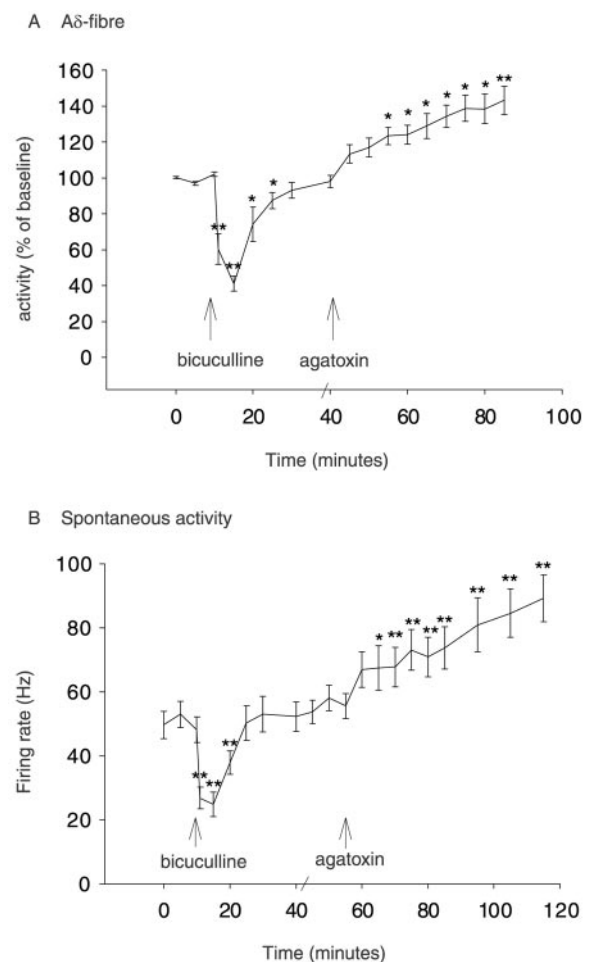 A Aδ-fibre
160
140
120
100
80
60
40
20
0
activity (% of baseline)
** ** * * * * * * * * **
bicuculline agatoxin
0 20 40 60 80 100
Time (minutes)
B Spontaneous activity
100
80
60
40
20
0
Firing rate (Hz)
** ** ** * ** ** ** ** ** ** **
bicuculline agatoxin
0 20 40 60 80 100 120
Time (minutes)